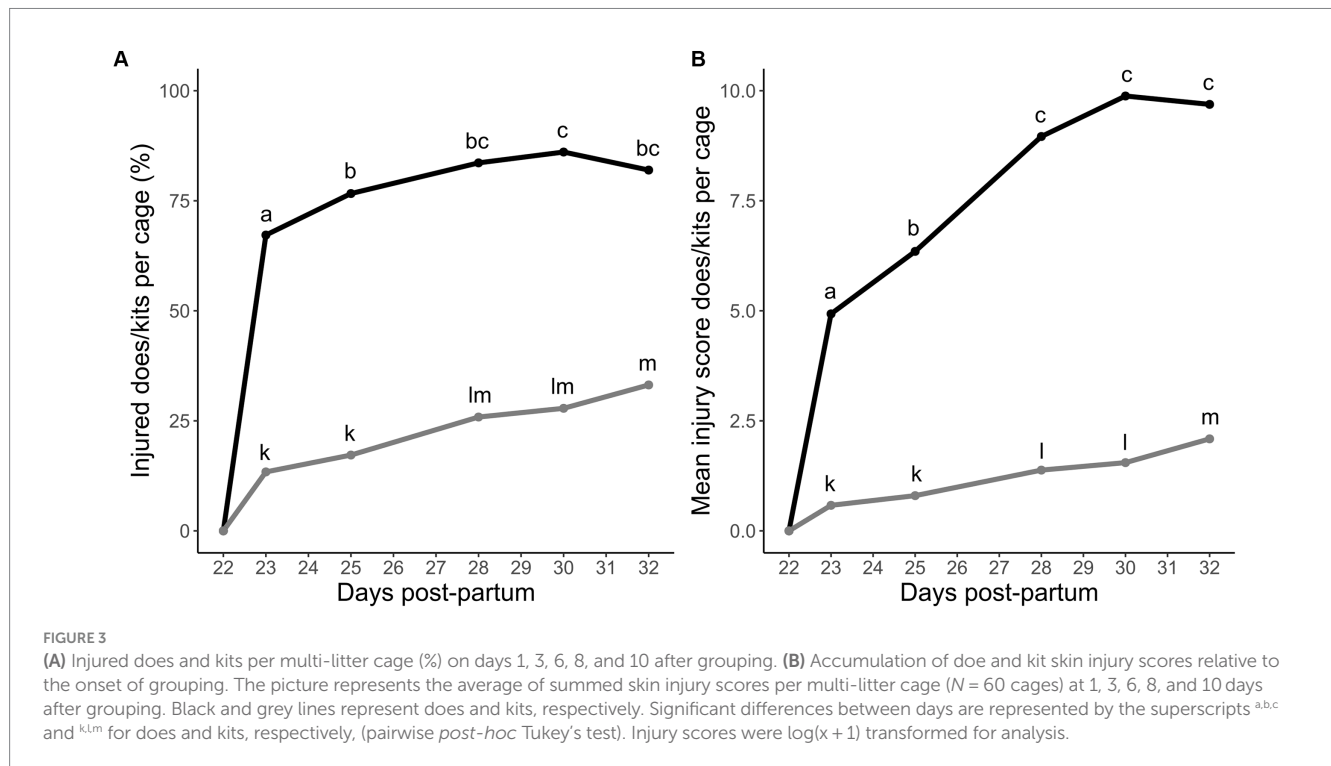 A
Injured does/kits per cage (%)
100
75
50
25
0
a
b
bc
c
bc
k
k
lm
lm
m
22 23 24 25 26 27 28 29 30 31 32
Days post-partum
B
Mean injury score does/kits per cage
10.0
7.5
5.0
2.5
0.0
a
b
c
c
c
k
k
l
l
m
22 23 24 25 26 27 28 29 30 31 32
Days post-partum
FIGURE 3
(A) Injured does and kits per multi-litter cage (%) on days 1, 3, 6, 8, and 10 after grouping. (B) Accumulation of doe and kit skin injury scores relative to
the onset of grouping. The picture represents the average of summed skin injury scores per multi-litter cage (N = 60 cages) at 1, 3, 6, 8, and 10 days
after grouping. Black and grey lines represent does and kits, respectively. Significant differences between days are represented by the superscripts a,b,c
and k,l,m for does and kits, respectively, (pairwise post-hoc Tukey's test). Injury scores were log(x + 1) transformed for analysis.